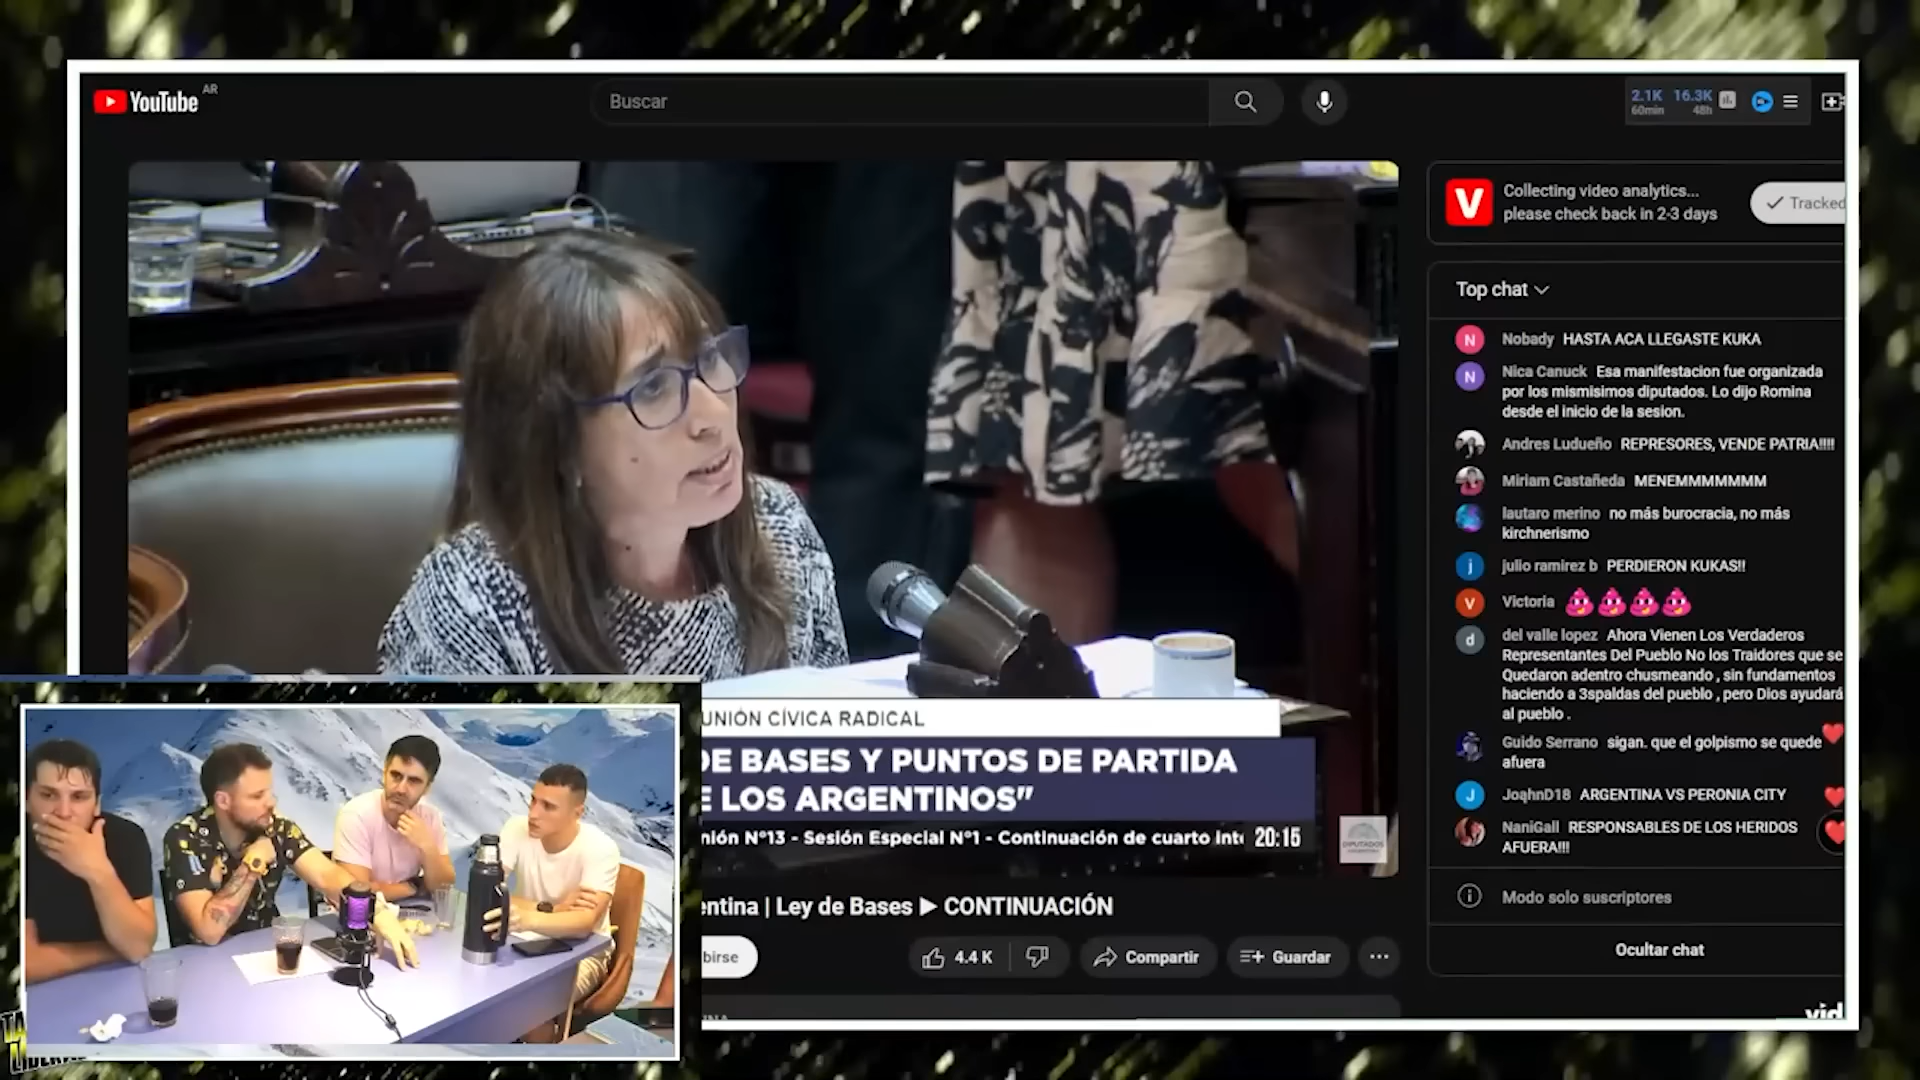 YouTube AR
Buscar
2.1K 16.3K
60min 48h
Collecting video analytics...
please check back in 2-3 days
Tracked
Top chat
Nobady HASTA ACA LLEGASTE KUKA
Nica Canuck Esa manifestacion fue organizada
por los mismisimos diputados. Lo dijo Romina
desde el inicio de la sesion.
Andres Ludueño REPRESORES, VENDE PATRIA!!!!
Miriam Castañeda MENEMMMMMMM
lautaro merino no más burocracia, no más
kirchnerismo
julio ramirez b PERDIERON KUKAS!!
Victoria
del valle lopez Ahora Vienen Los Verdaderos
Representantes Del Pueblo No los Traidores que se
Quedaron adentro chusmeando , sin fundamentos
haciendo a 3spaldas del pueblo , pero Dios ayudará
al pueblo .
Guido Serrano sigan. que el golpismo se quede
afuera
JoqhnD18 ARGENTINA VS PERONIA CITY
NaniGall RESPONSABLES DE LOS HERIDOS
AFUERA!!!
Modo solo suscriptores
Ocultar chat
UNIÓN CÍVICA RADICAL
DE BASES Y PUNTOS DE PARTIDA
E LOS ARGENTINOS"
nión N°13 - Sesión Especial N°1 - Continuación de cuarto Inte 20:15
DIPUTADOS
entina | Ley de Bases ▶ CONTINUACIÓN
birse
4.4 K
Compartir
Guardar
vid